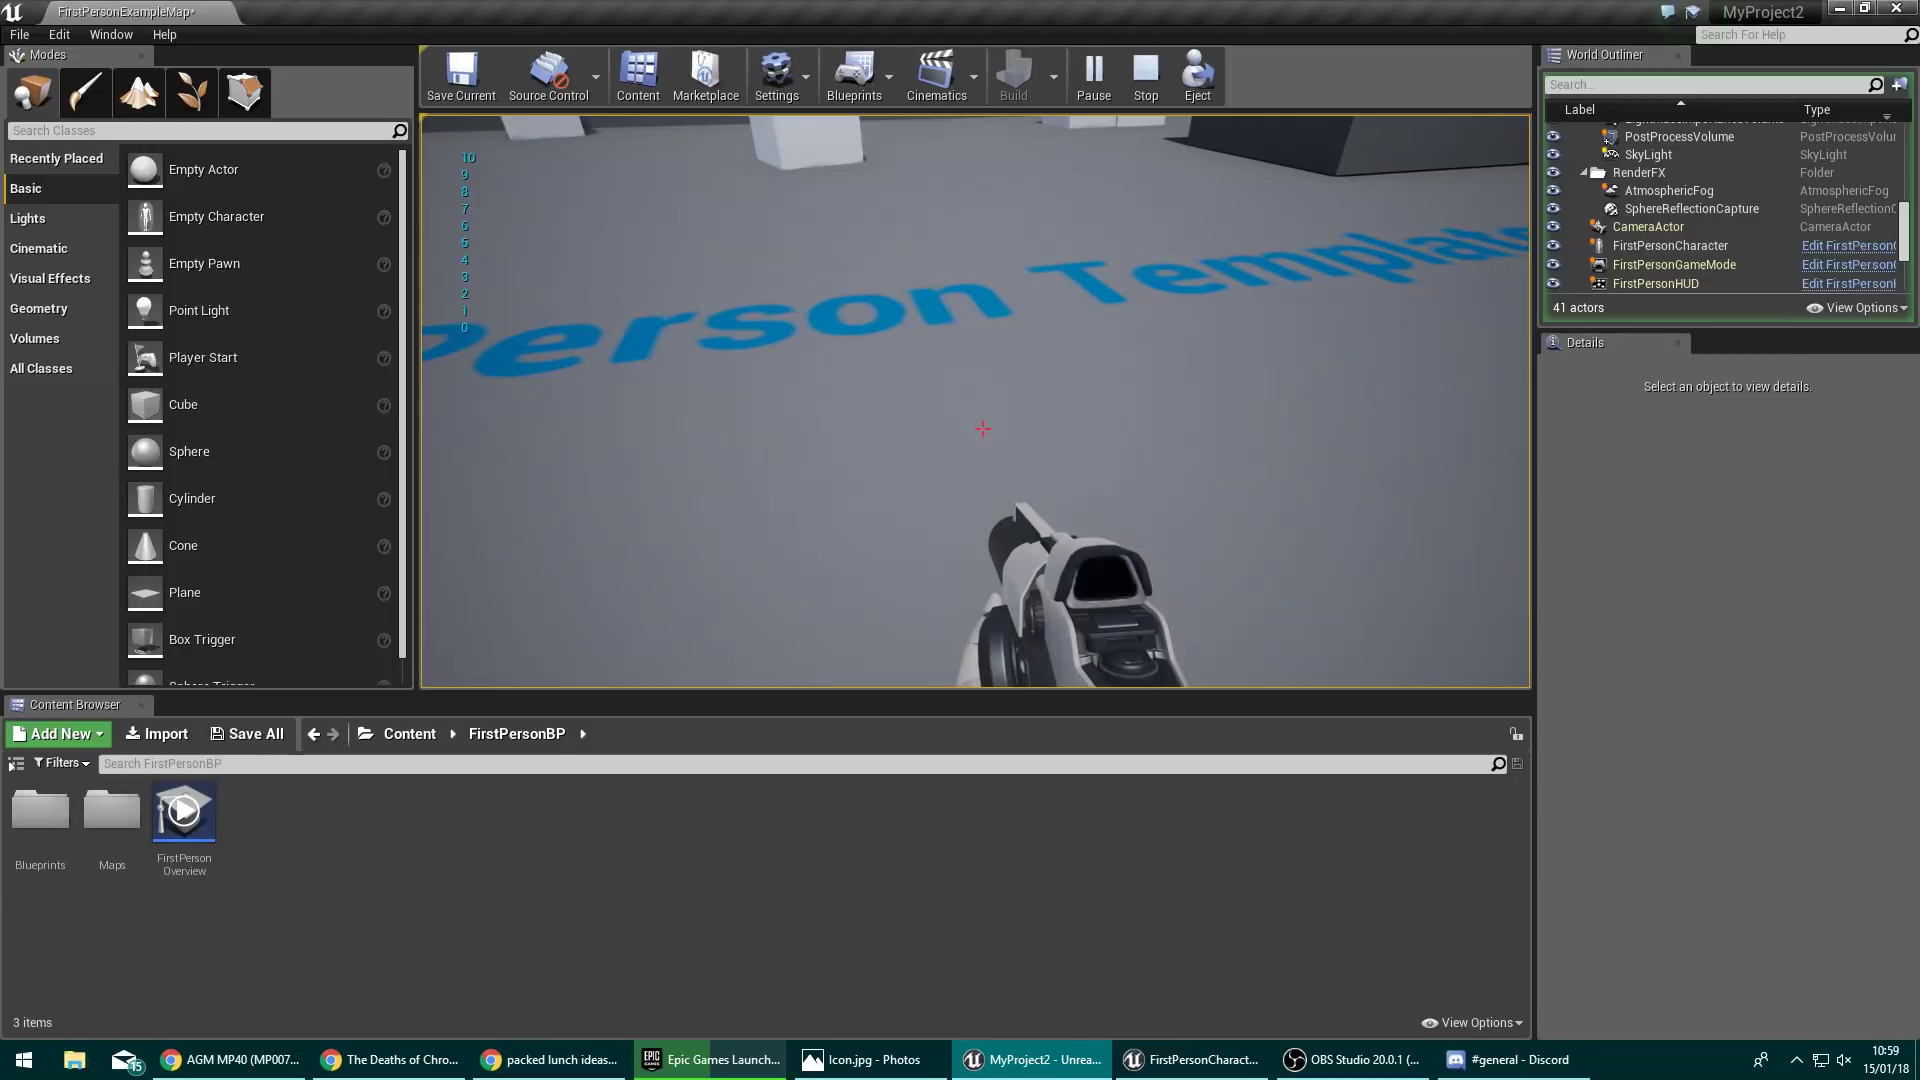 FirstPersonExampleMap*
MyProject2
File Edit Window Help
Search For Help
Modes
Search Classes
Recently Placed
Basic
Lights
Cinematic
Visual Effects
Geometry
Volumes
All Classes
Empty Actor
Empty Character
Empty Pawn
Point Light
Player Start
Cube
Sphere
Cylinder
Cone
Plane
Box Trigger
Save Current Source Control Content Marketplace Settings Blueprints Cinematics Build Pause Stop Eject
10
9
8
7
6
5
4
3
2
1
0
Person Template
World Outliner
Search...
Label Type
PostProcessVolume PostProcessVolur
SkyLight SkyLight
RenderFX Folder
AtmosphericFog AtmosphericFog
SphereReflectionCapture SphereReflectionC
CameraActor CameraActor
FirstPersonCharacter Edit FirstPerson(
FirstPersonGameMode Edit FirstPerson(
FirstPersonHUD Edit FirstPersonH
41 actors View Options
Details
Select an object to view details.
Content Browser
Add New Import Save All Content FirstPersonBP
Filters Search FirstPersonBP
Blueprints
Maps
FirstPerson
Overview
3 items View Options
15 AGM MP40 (MP007... The Deaths of Chro... packed lunch ideas... Epic Games Launch... Icon.jpg - Photos MyProject2 - Unrea... FirstPersonCharact... OBS Studio 20.0.1 (... #general - Discord
10:59
15/01/18